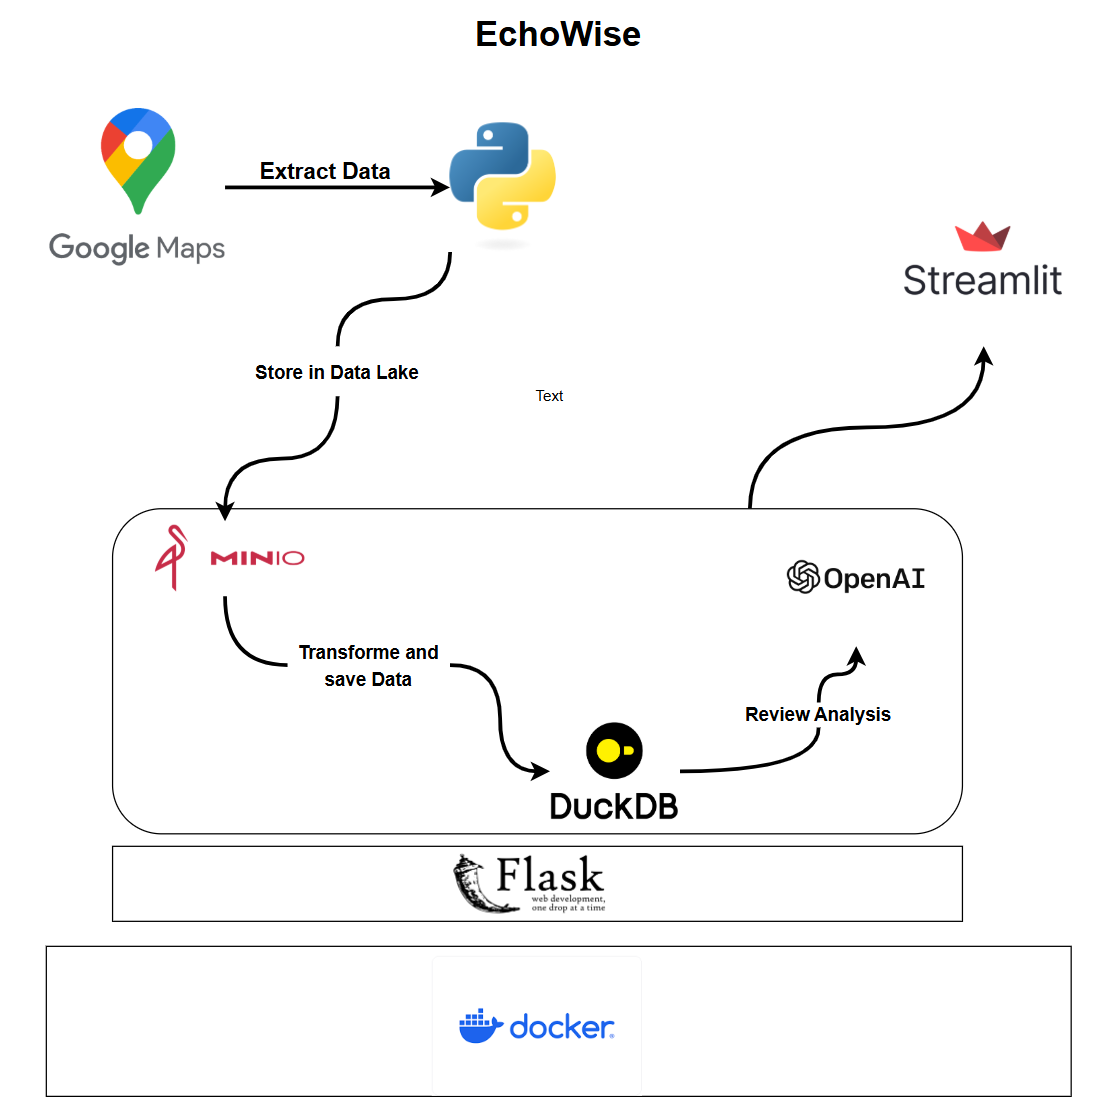 EchoWise
Extract Data
Google Maps
Streamlit
Store in Data Lake
Text
MINIO
OpenAI
Transforme and
save Data
Review Analysis
DuckDB
Flask
web development,
one drop at a time
docker®